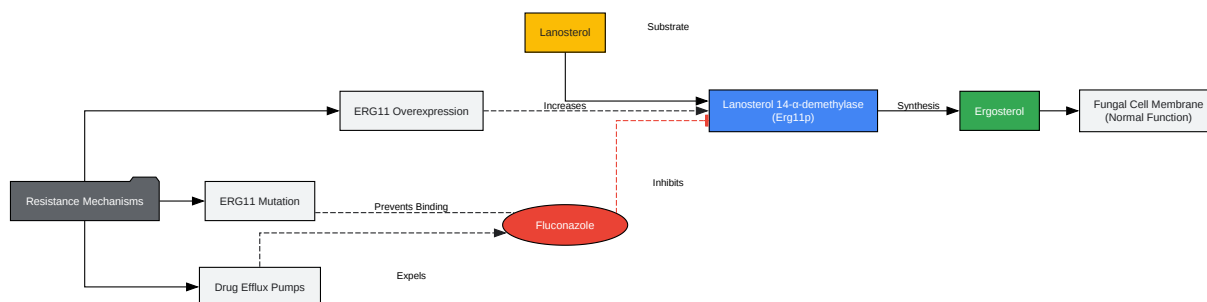 Lanosterol
Substrate
ERG11 Overexpression
Increases
Lanosterol 14-α-demethylase
(Erg11p)
Synthesis
Ergosterol
Fungal Cell Membrane
(Normal Function)
Inhibits
Resistance Mechanisms
ERG11 Mutation
Prevents Binding
Fluconazole
Drug Efflux Pumps
Expels